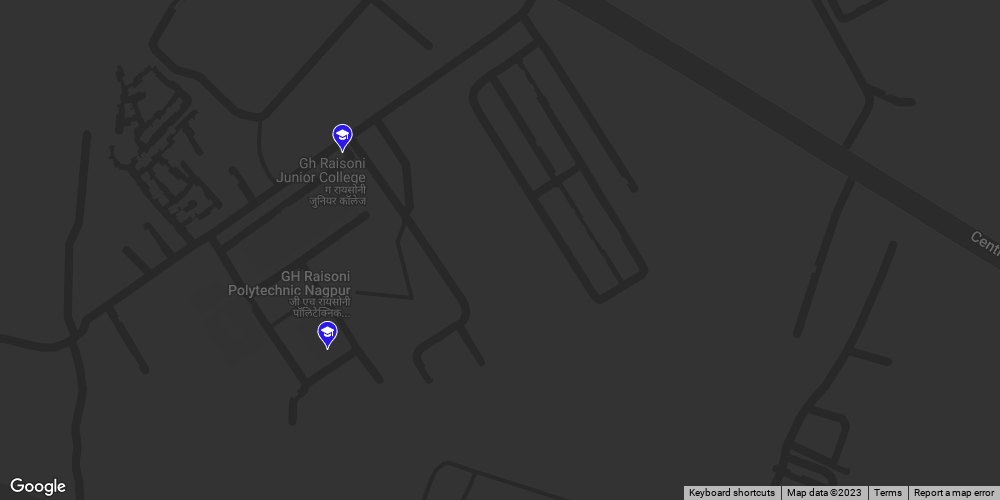 Gh Raisoni
Junior College
ग रायसोनी
जुनियर कॉलेज
GH Raisoni
Polytechnic Nagpur
जी एच रायसोनी
पॉलिटेक्निक...
Centr
Google
Keyboard shortcuts
Map data ©2023
Terms
Report a map error